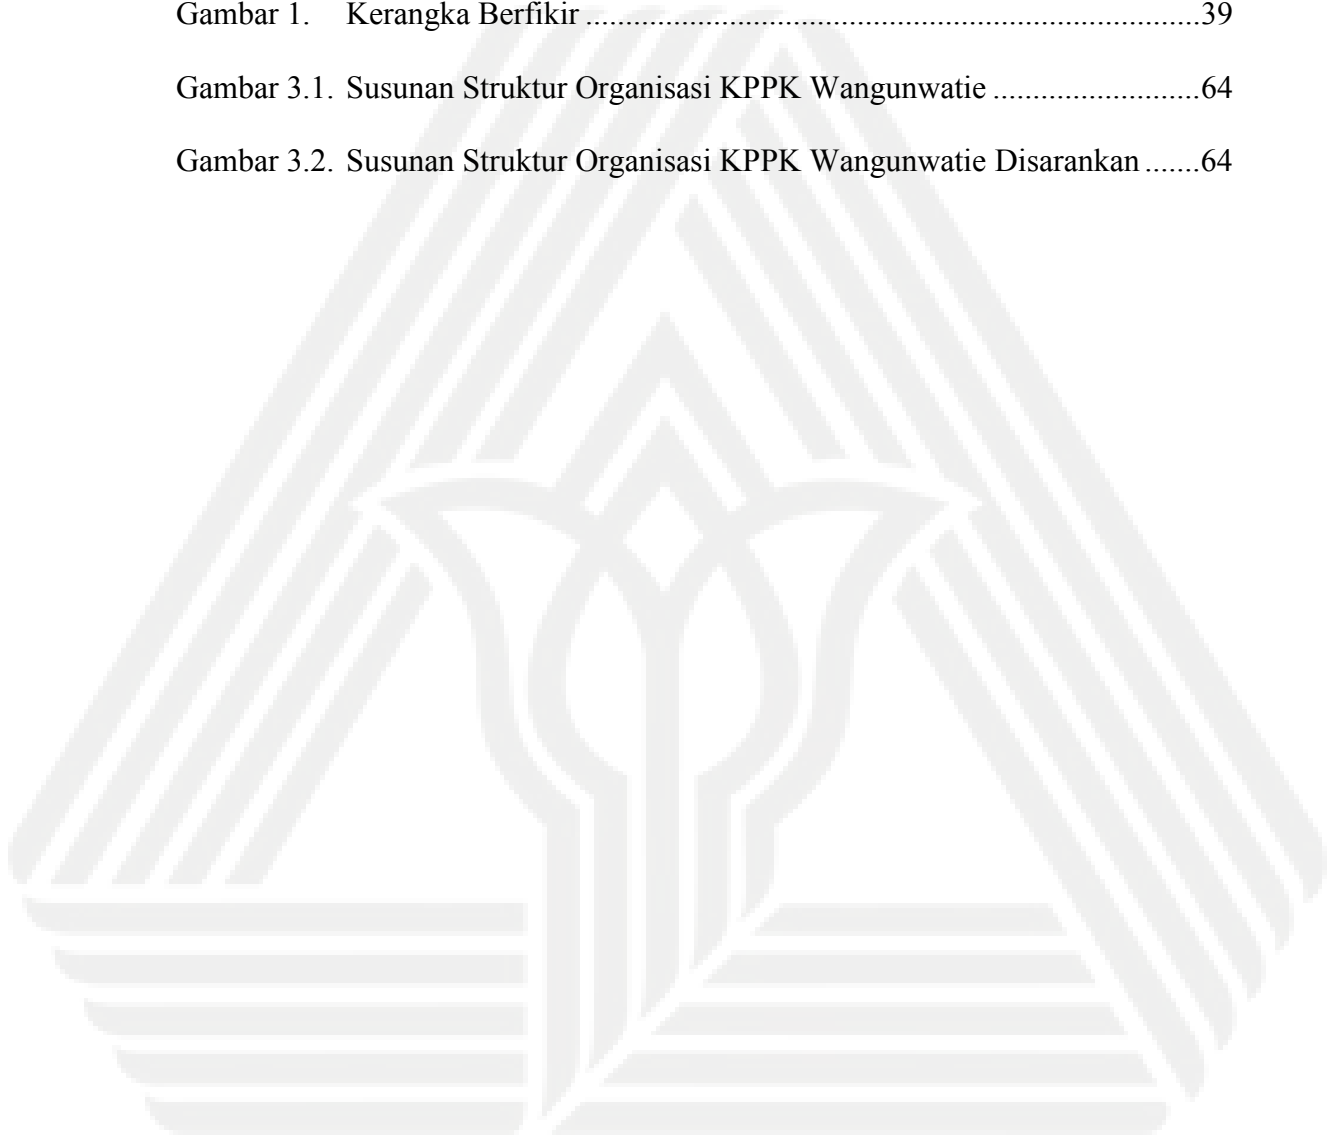 Gambar 1. Kerangka Berfikir ..............................................................................39
Gambar 3.1. Susunan Struktur Organisasi KPPK Wangunwatie ..........................64
Gambar 3.2. Susunan Struktur Organisasi KPPK Wangunwatie Disarankan .......64